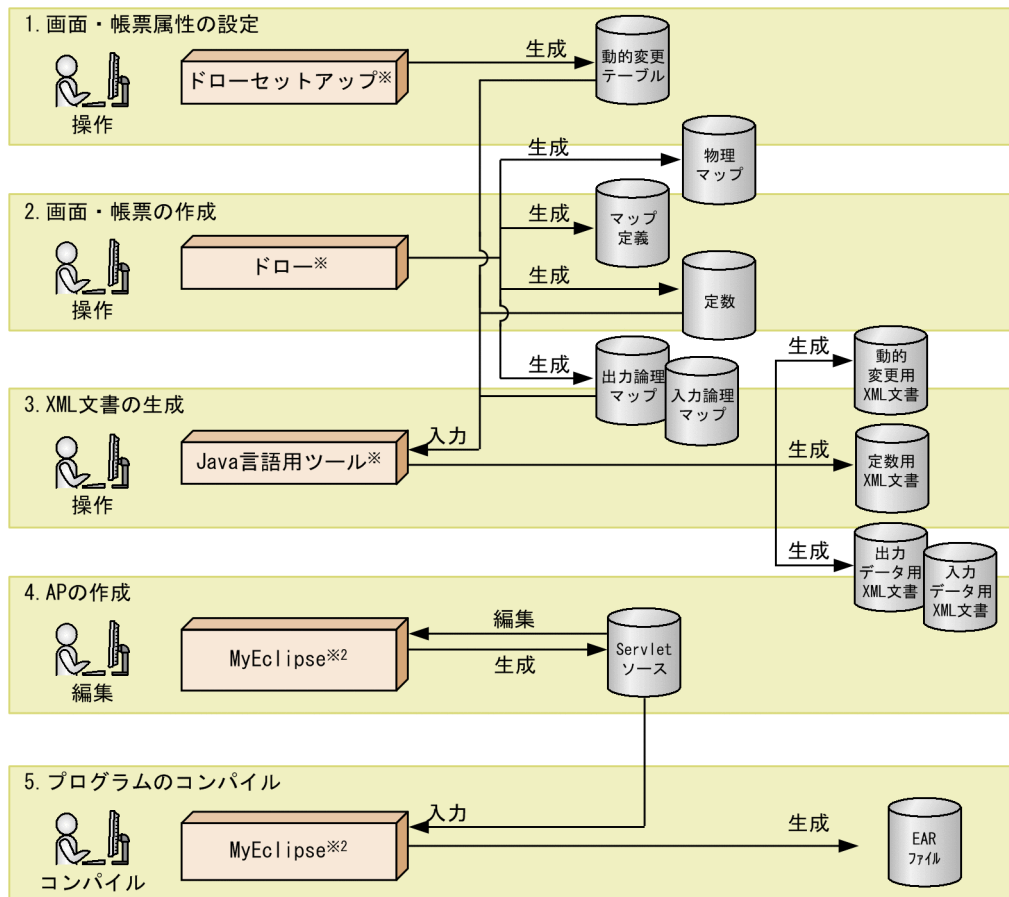 1. 画面・帳票属性の設定
操作
ドローセットアップ※
生成
動的変更
テーブル
生成
物理
マップ
2. 画面・帳票の作成
操作
ドロー※
生成
マップ
定義
生成
定数
生成
出力論理
マップ
入力論理
マップ
生成
動的
変更用
XML文書
3. XML文書の生成
操作
Java言語用ツール※
入力
生成
定数用
XML文書
生成
出力
データ用
XML文書
入力
データ用
XML文書
4. APの作成
編集
MyEclipse※2
編集
生成
Servlet
ソース
5. プログラムのコンパイル
コンパイル
MyEclipse※2
入力
生成
EAR
ファイル